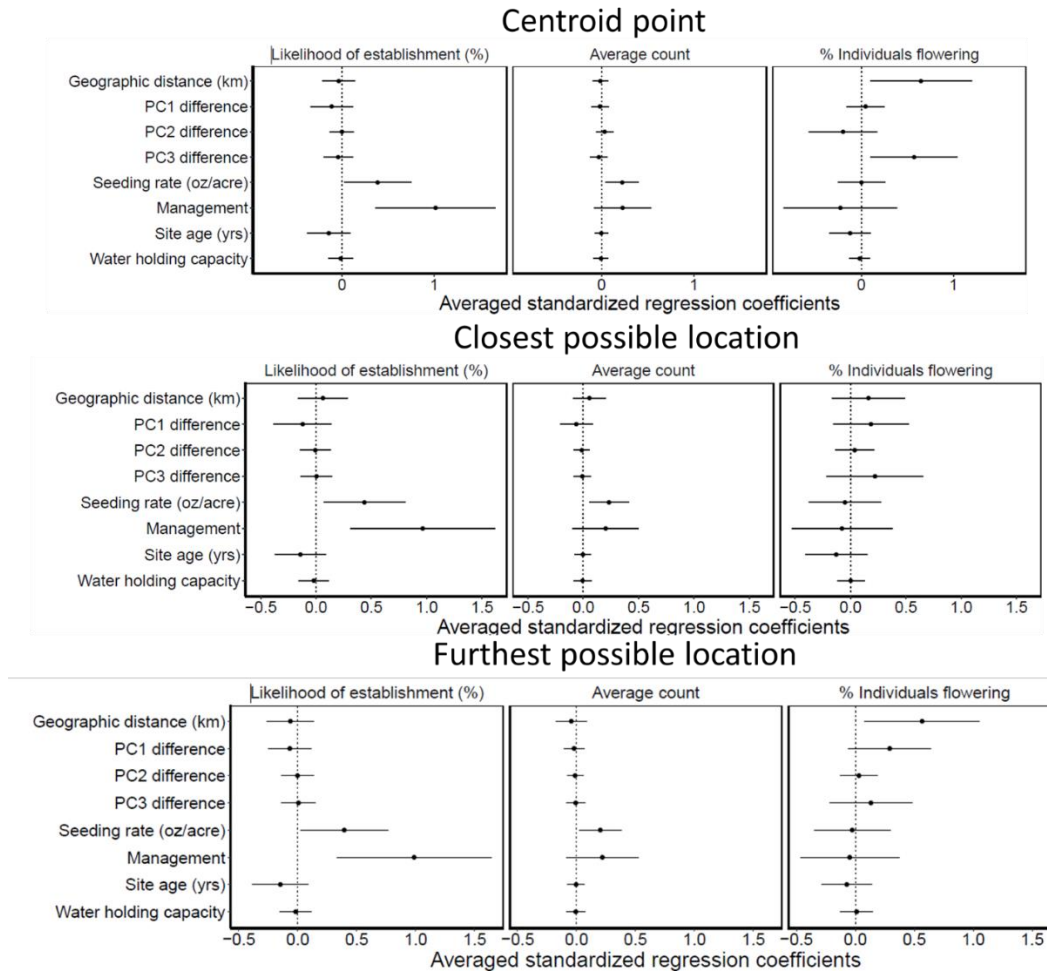 Centroid point
Likelihood of establishment (%) Average count % Individuals flowering
Geographic distance (km)
PC1 difference
PC2 difference
PC3 difference
Seeding rate (oz/acre)
Management
Site age (yrs)
Water holding capacity
0 1 0 1 0 1
Averaged standardized regression coefficients
Closest possible location
Likelihood of establishment (%) Average count % Individuals flowering
Geographic distance (km)
PC1 difference
PC2 difference
PC3 difference
Seeding rate (oz/acre)
Management
Site age (yrs)
Water holding capacity
−0.5 0.0 0.5 1.0 1.5 −0.5 0.0 0.5 1.0 1.5 −0.5 0.0 0.5 1.0 1.5
Averaged standardized regression coefficients
Furthest possible location
Likelihood of establishment (%) Average count % Individuals flowering
Geographic distance (km)
PC1 difference
PC2 difference
PC3 difference
Seeding rate (oz/acre)
Management
Site age (yrs)
Water holding capacity
−0.5 0.0 0.5 1.0 1.5 −0.5 0.0 0.5 1.0 1.5 −0.5 0.0 0.5 1.0 1.5
Averaged standardized regression coefficients